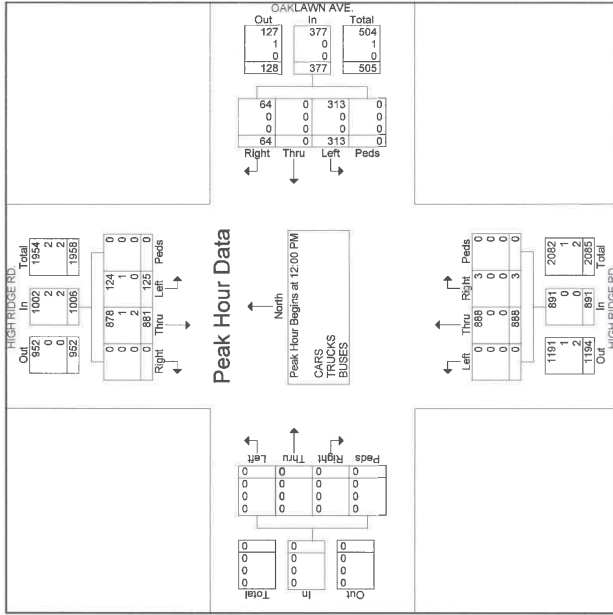 OAKLAWN AVE.
Out In Total
127 377 504
1 0 1
0 0 0
128 377 505
64 0 313 0
0 0 0 0
0 0 0 0
64 0 313 0
Right Thru Left Peds
HIGH RIDGE RD.
Out In Total
952 1002 1954
0 2 2
0 2 2
952 1006 1958
0 878 124 0
0 1 1 0
0 2 0 0
0 881 125 0
Right Thru Left Peds
Peak Hour Data
North
Peak Hour Begins at 12:00 PM
CARS
TRUCKS
BUSES
Left Thru Right Peds
0 888 3 0
0 0 0 0
0 0 0 0
0 888 3 0
1191 891 2082
1 0 1
2 0 2
1194 891 2085
Out In Total
HIGH RIDGE RD.
Left Thru Right Peds
0 0 0 0
0 0 0 0
0 0 0 0
0 0 0 0
0 0 0
0 0 0
0 0 0
0 0 0
Total In Out